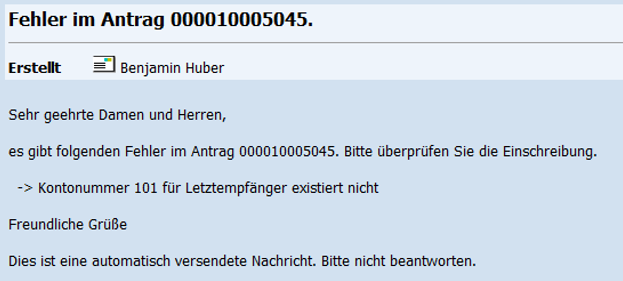 Fehler im Antrag 000010005045.
Erstellt Benjamin Huber
Sehr geehrte Damen und Herren,
es gibt folgenden Fehler im Antrag 000010005045. Bitte überprüfen Sie die Einschreibung.
-> Kontonummer 101 für Letztempfänger existiert nicht
Freundliche Grüße
Dies ist eine automatisch versendete Nachricht. Bitte nicht beantworten.